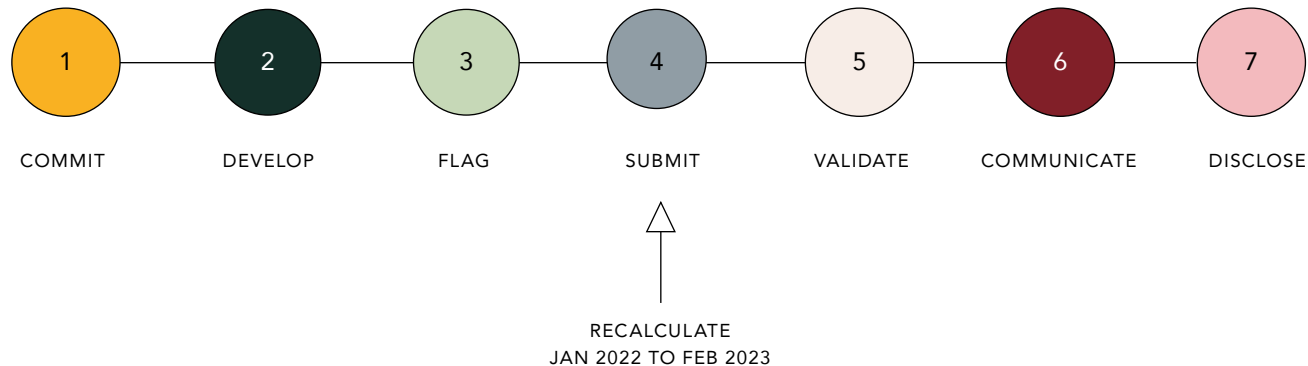 1 2 3 4 5 6 7
COMMIT DEVELOP FLAG SUBMIT VALIDATE COMMUNICATE DISCLOSE
RECALCULATE
JAN 2022 TO FEB 2023